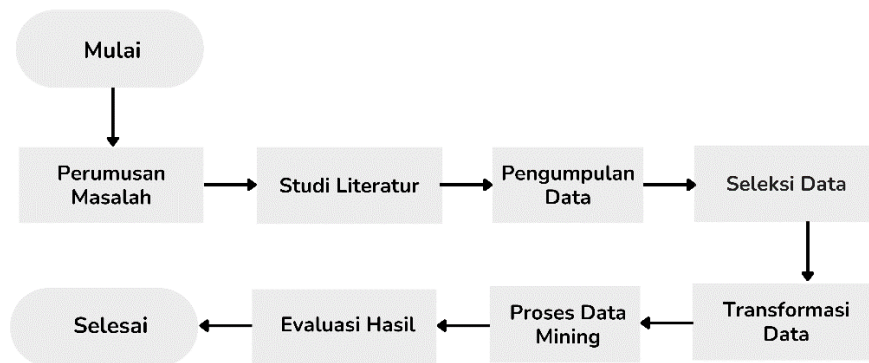 Mulai
Perumusan
Masalah
Studi Literatur
Pengumpulan
Data
Seleksi Data
Transformasi
Data
Proses Data
Mining
Evaluasi Hasil
Selesai